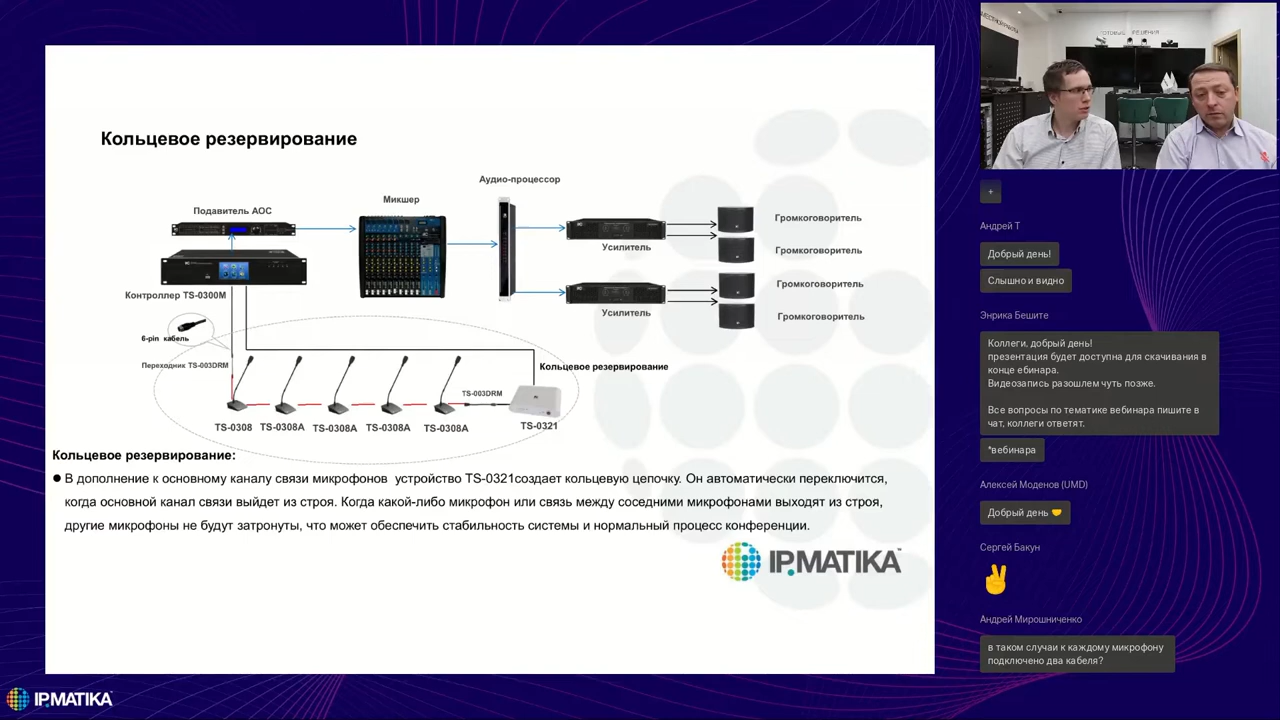 Кольцевое резервирование
Аудио-процессор
Микшер
Подавитель АОС
Громкоговоритель
Усилитель
Громкоговоритель
Контроллер TS-0300M
Громкоговоритель
Усилитель
Громкоговоритель
6-pin кабель
Переходник TS-003DRM
Кольцевое резервирование
TS-003DRM
TS-0308
TS-0308A
TS-0308A
TS-0308A
TS-0308A
TS-0321
Кольцевое резервирование:
В дополнение к основному каналу связи микрофонов устройство TS-0321создает кольцевую цепочку. Он автоматически переключится,
когда основной канал связи выйдет из строя. Когда какой-либо микрофон или связь между соседними микрофонами выходят из строя,
другие микрофоны не будут затронуты, что может обеспечить стабильность системы и нормальный процесс конференции.
IP.MATIKA™
IP.MATIKA™
ГОТОВЫЕ РЕШЕНИЯ
+
Андрей Т
Добрый день!
Слышно и видно
Энрика Бешите
Коллеги, добрый день!
презентация будет доступна для скачивания в
конце ебинара.
Видеозапись разошлем чуть позже.
Все вопросы по тематике вебинара пишите в
чат, коллеги ответят.
*вебинара
Алексей Моденов (UMD)
Добрый день 🤝
Сергей Бакун
✌
Андрей Мирошниченко
в таком случаи к каждому микрофону
подключено два кабеля?